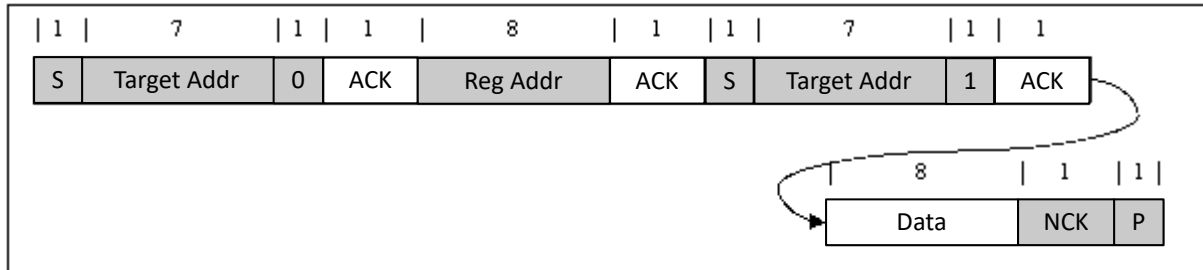 | 1 | 7 | 1 | 1 | 8 | 1 | 1 | 7 | 1 | 1
S Target Addr 0 ACK Reg Addr ACK S Target Addr 1 ACK
| 8 | 1 | 1 |
Data NCK P